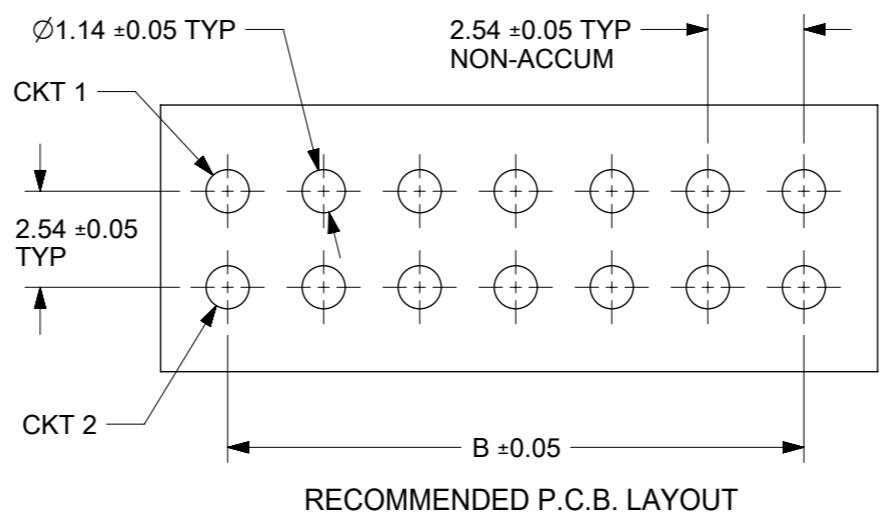 ∅1.14 ±0.05 TYP
2.54 ±0.05 TYP
NON-ACCUM
CKT 1
2.54 ±0.05
TYP
CKT 2
B ±0.05
RECOMMENDED P.C.B. LAYOUT